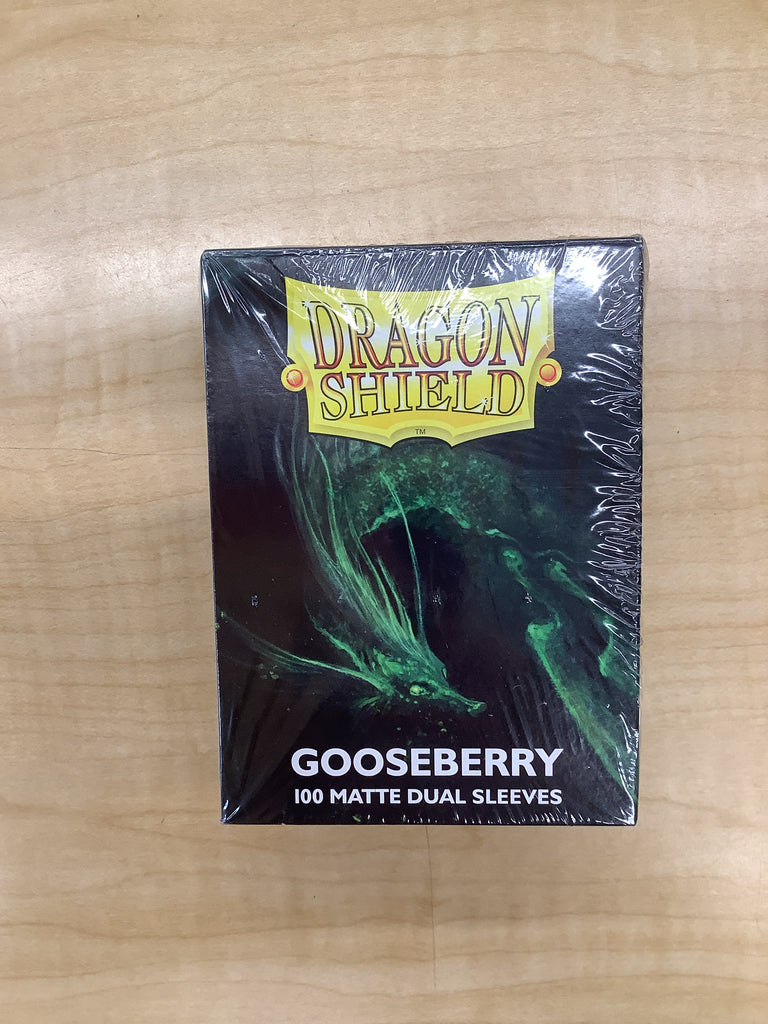 DRAGON
SHIELD
TM
GOOSEBERRY
100 MATTE DUAL SLEEVES